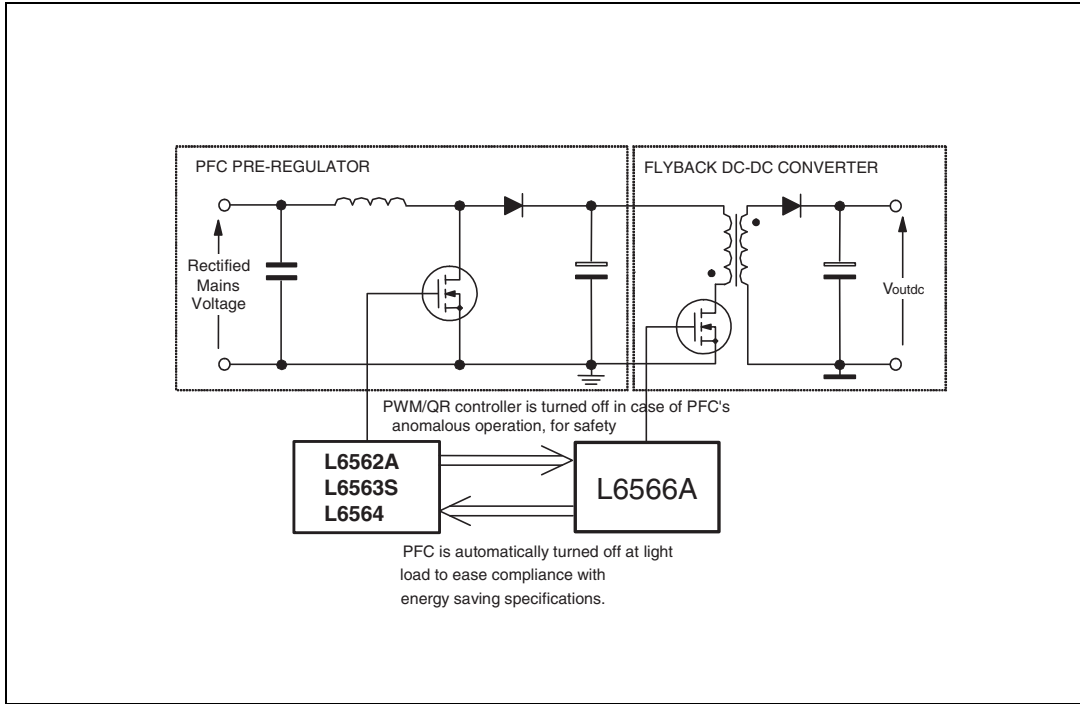 PFC PRE-REGULATOR
FLYBACK DC-DC CONVERTER
Rectified
Mains
Voltage
Voutdc
PWM/QR controller is turned off in case of PFC's
anomalous operation, for safety
L6562A
L6563S
L6564
L6566A
PFC is automatically turned off at light
load to ease compliance with
energy saving specifications.